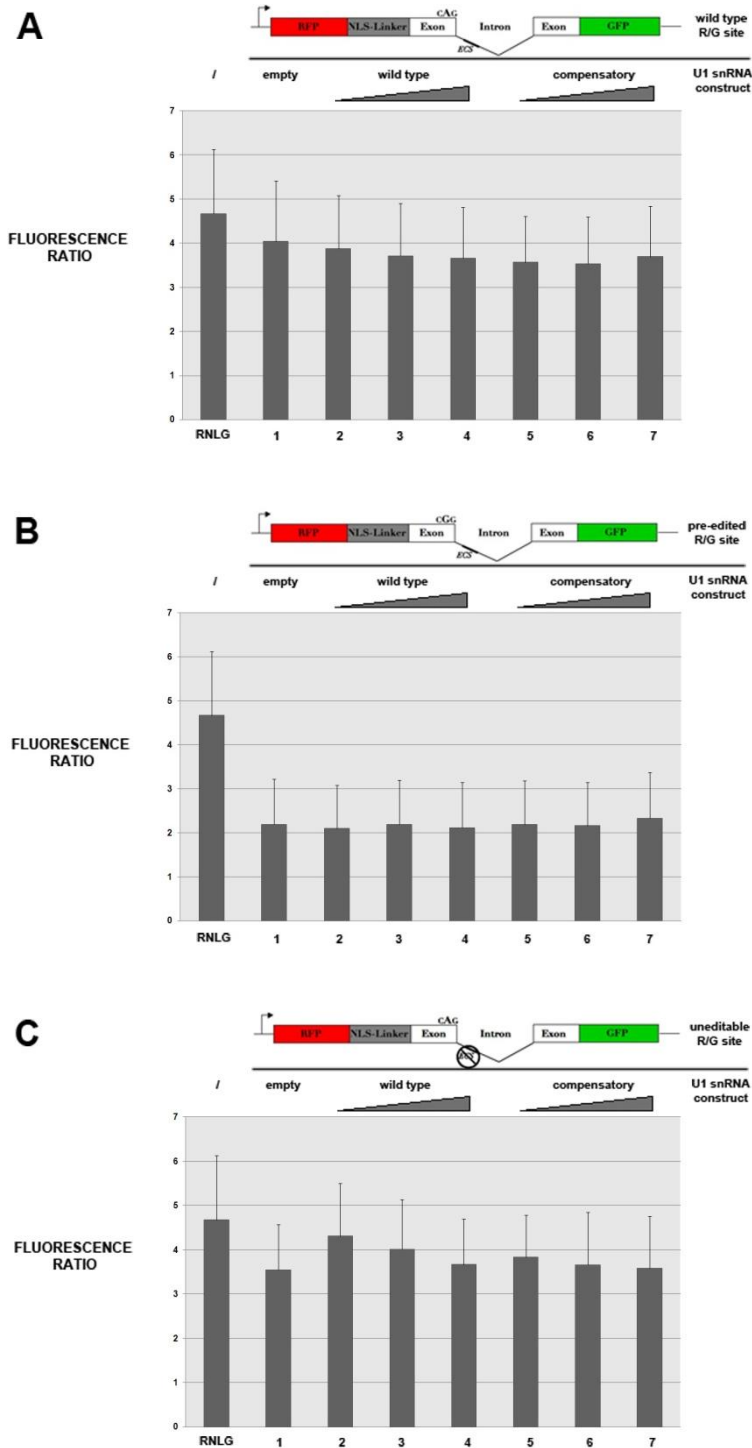 A
CAG
RFP NLS-Linker Exon Intron Exon GFP
ECS
wild type
R/G site
/ empty wild type compensatory U1 snRNA
construct
7
6
5
4
3
2
1
0
FLUORESCENCE
RATIO
RNLG 1 2 3 4 5 6 7
B
CGG
RFP NLS-Linker Exon Intron Exon GFP
ECS
pre-edited
R/G site
/ empty wild type compensatory U1 snRNA
construct
7
6
5
4
3
2
1
0
FLUORESCENCE
RATIO
RNLG 1 2 3 4 5 6 7
C
CAG
RFP NLS-Linker Exon Intron Exon GFP
ECS
uneditable
R/G site
/ empty wild type compensatory U1 snRNA
construct
7
6
5
4
3
2
1
0
FLUORESCENCE
RATIO
RNLG 1 2 3 4 5 6 7